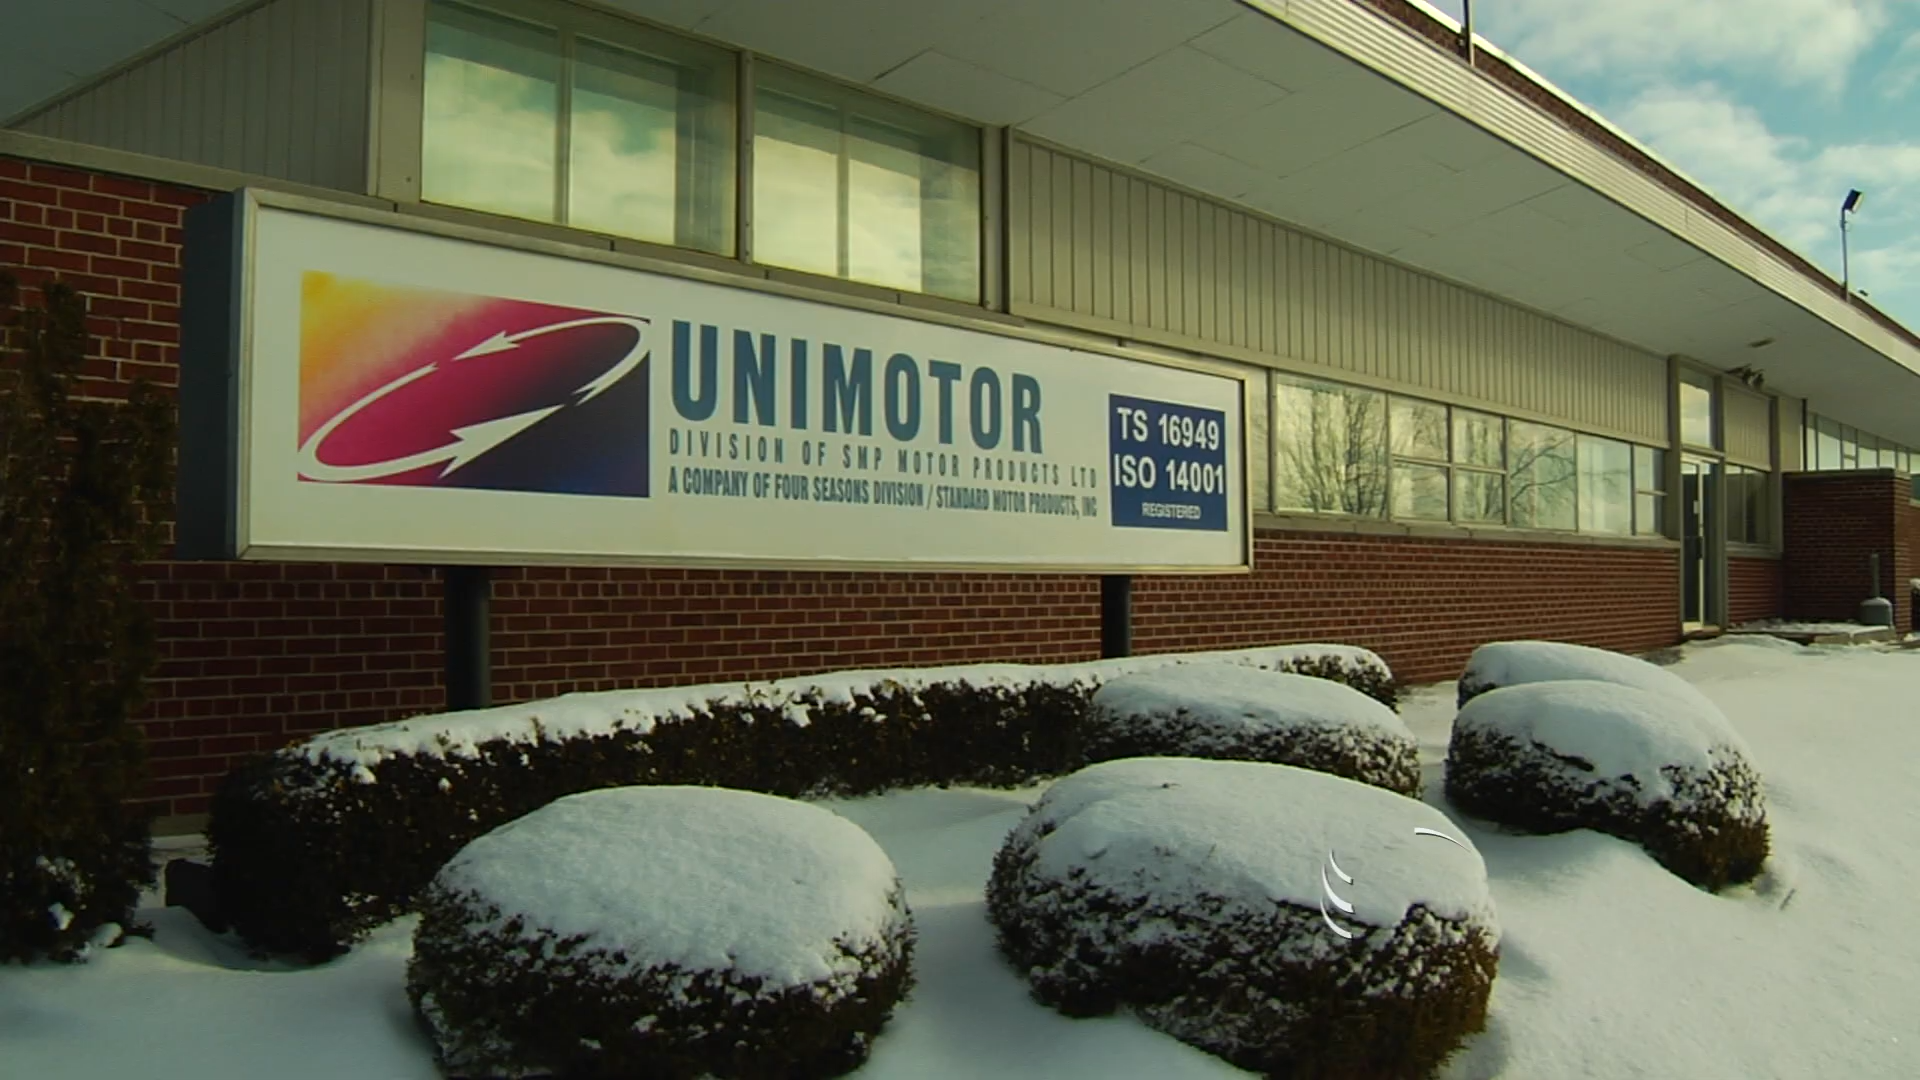 UNIMOTOR
DIVISION OF SMP MOTOR PRODUCTS LTD
A COMPANY OF FOUR SEASONS DIVISION / STANDARD MOTOR PRODUCTS, INC
TS 16949
ISO 14001
REGISTERED